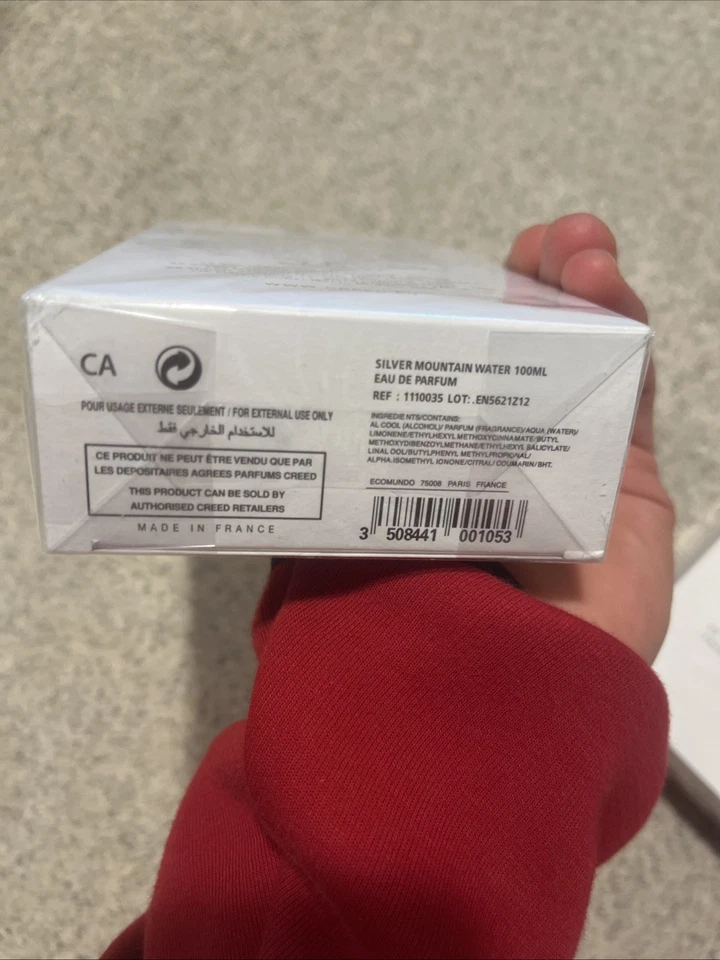 CA
POUR USAGE EXTERNE SEULEMENT / FOR EXTERNAL USE ONLY
للاستخدام الخارجي فقط
CE PRODUIT NE PEUT ÊTRE VENDU QUE PAR
LES DEPOSITAIRES AGREES PARFUMS CREED
THIS PRODUCT CAN BE SOLD BY
AUTHORISED CREED RETAILERS
MADE IN FRANCE
SILVER MOUNTAIN WATER 100ML
EAU DE PARFUM
REF : 1110035 LOT: .EN5621Z12
INGREDIE NTS/CONTAINS:
AL COOL (ALCOHOL)/ PARFUM (FRAGRANCE)/AQUA (WATER)/
LIMONENE/ETHYLHEXYL METHOXYCINNAMATE/BUTYL
METHOXYDIBENZOYLMETHANE/ETHYLHEXYL SALICYLATE/
LINAL OOL/BUTYLPHENYL METHYLPROPIONAL/
ALPHA.ISOMETHYL IONONE/CITRAL/ COUMARIN/ BHT.
ECOMUNDO 75008 PARIS FRANCE
3 508441 001053